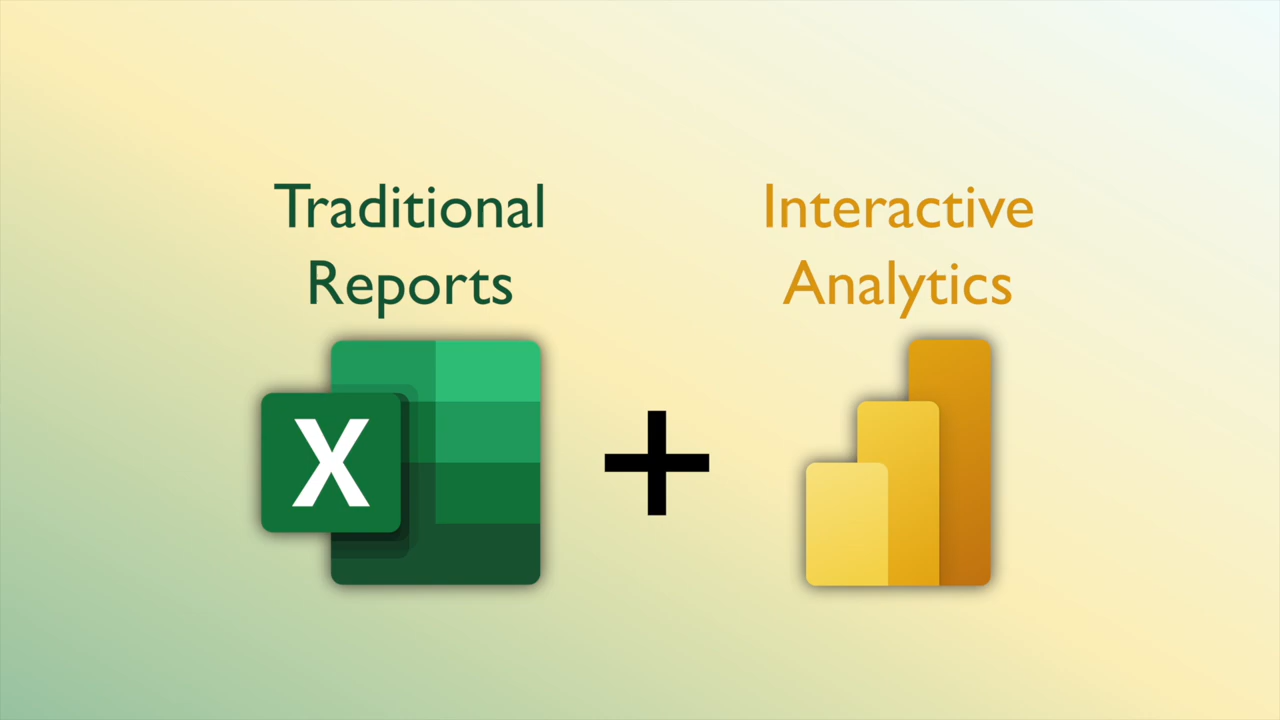 Traditional
Reports
Interactive
Analytics
X